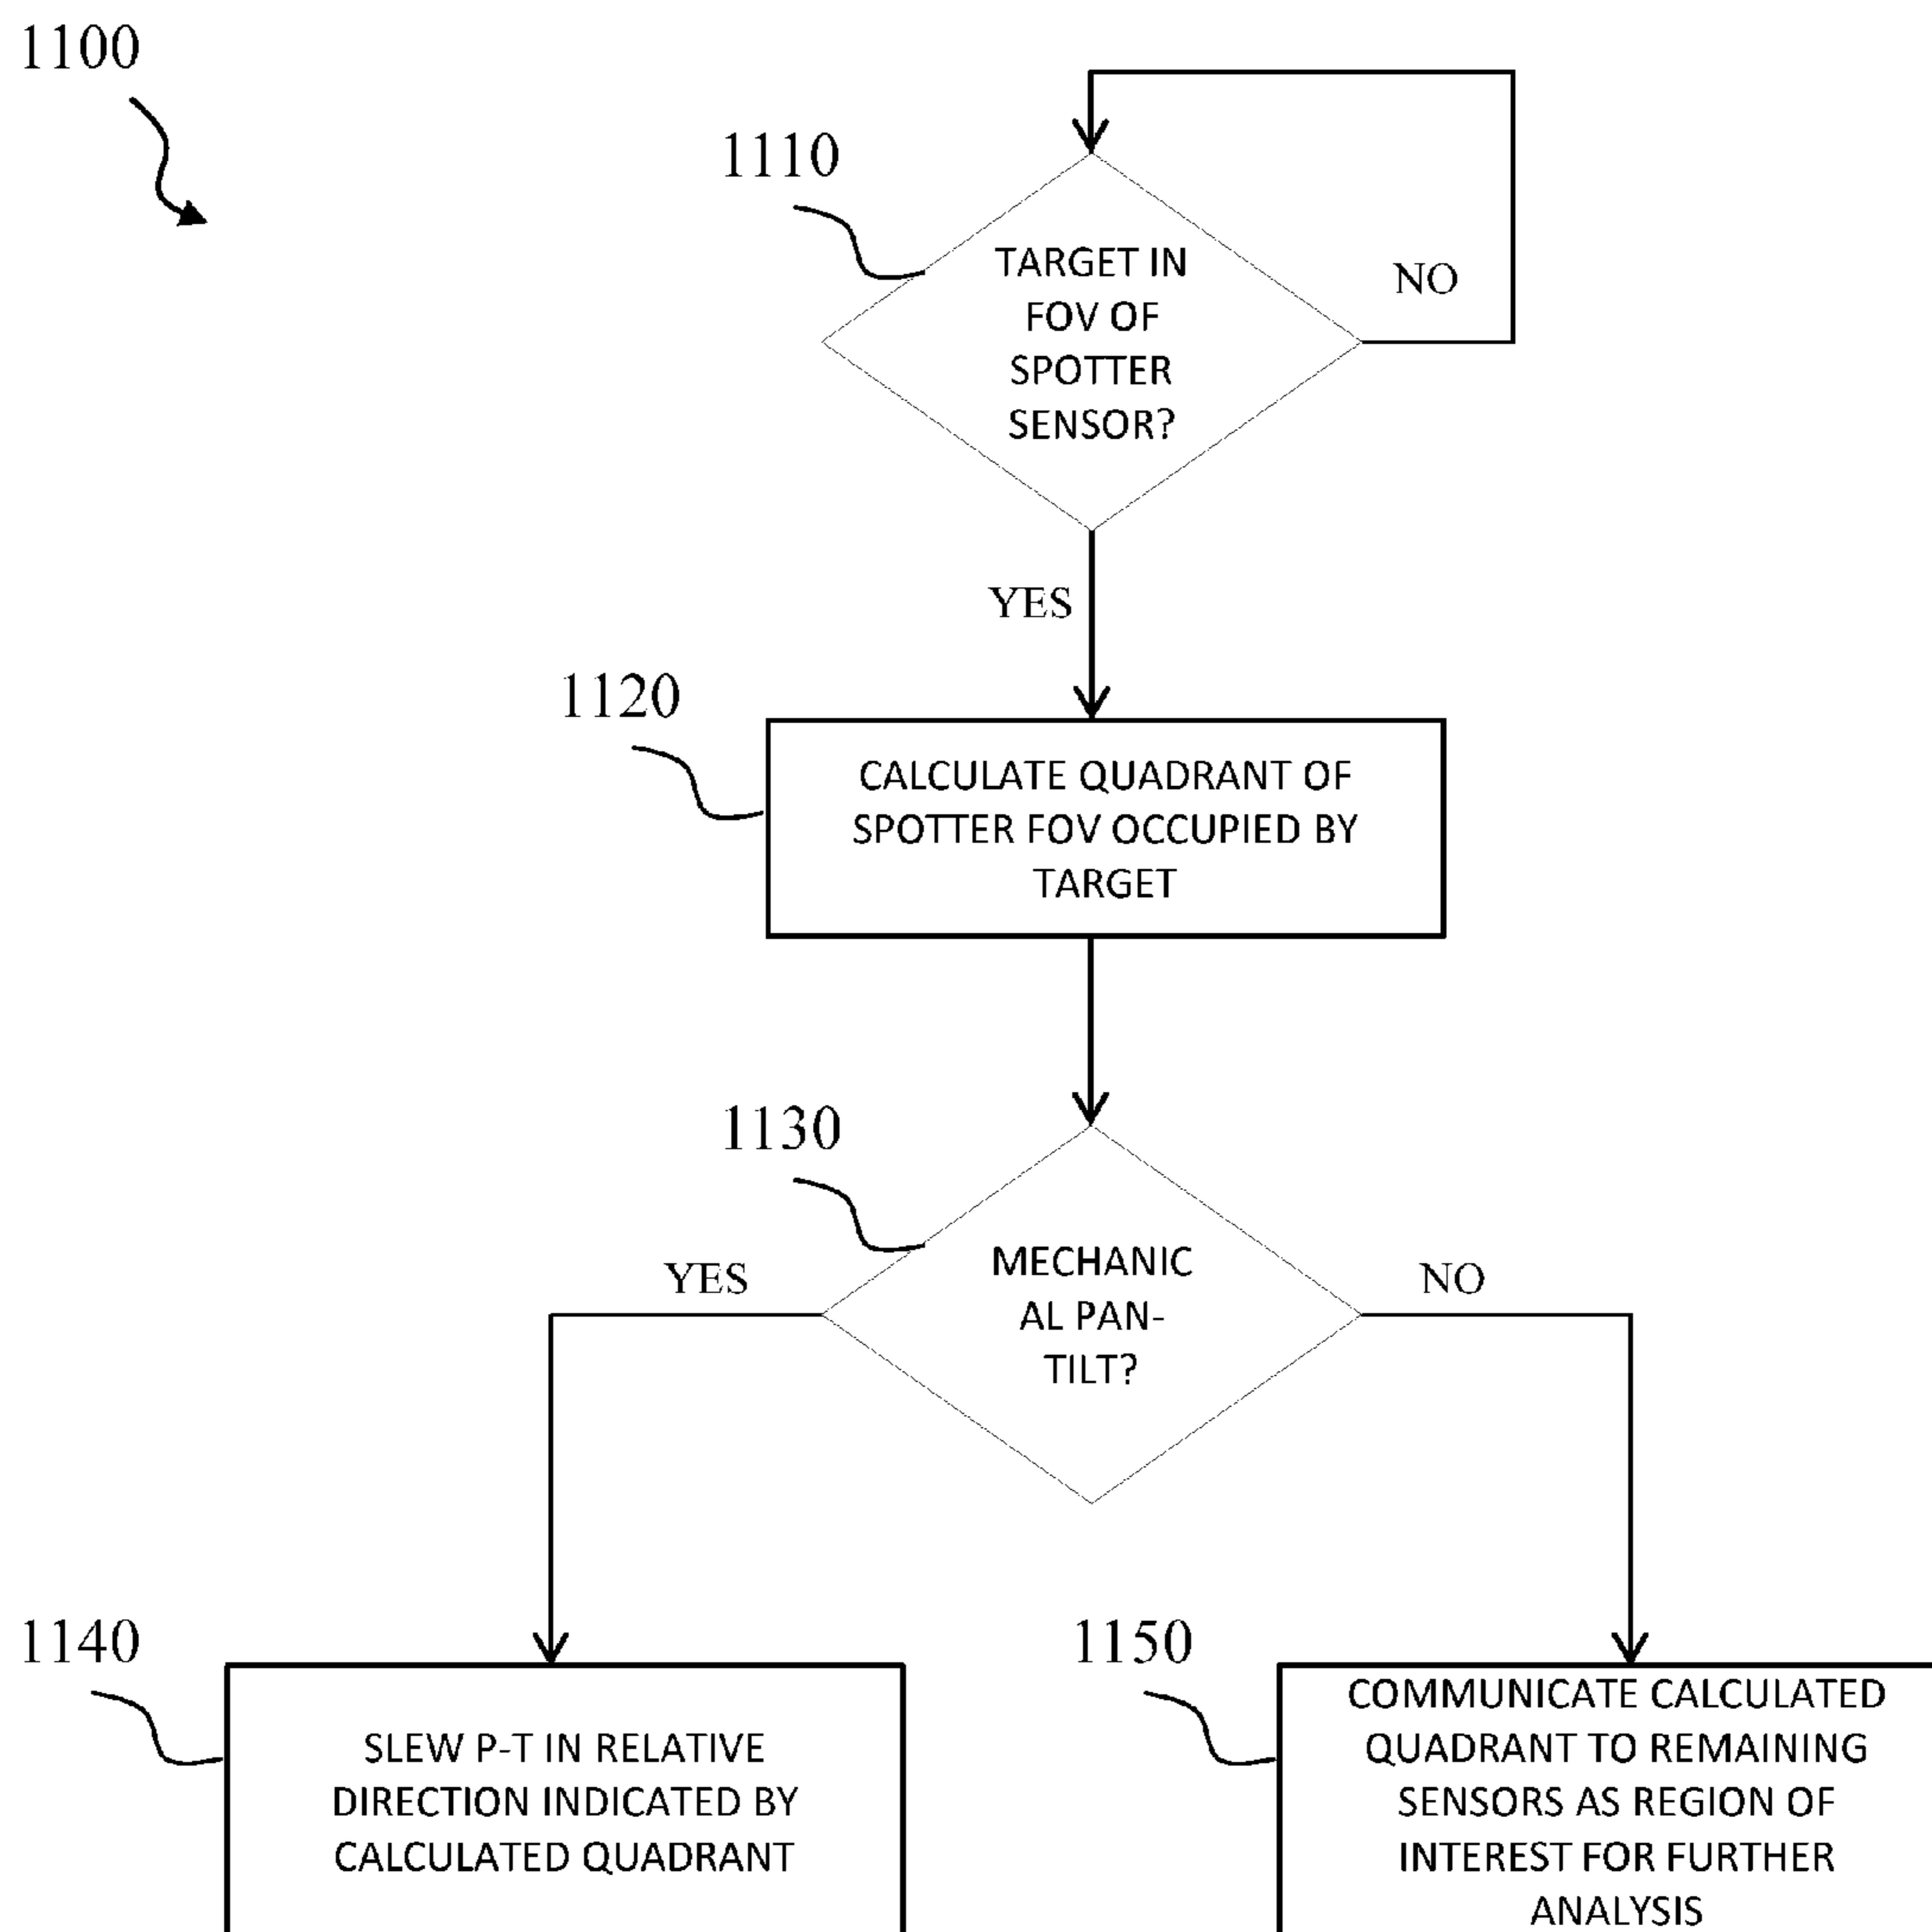 1100
1110
TARGET IN
FOV OF
SPOTTER
SENSOR?
NO
YES
1120
CALCULATE QUADRANT OF
SPOTTER FOV OCCUPIED BY
TARGET
1130
MECHANIC
AL PAN-
TILT?
YES
NO
1140
SLEW P-T IN RELATIVE
DIRECTION INDICATED BY
CALCULATED QUADRANT
1150
COMMUNICATE CALCULATED
QUADRANT TO REMAINING
SENSORS AS REGION OF
INTEREST FOR FURTHER
ANALYSIS